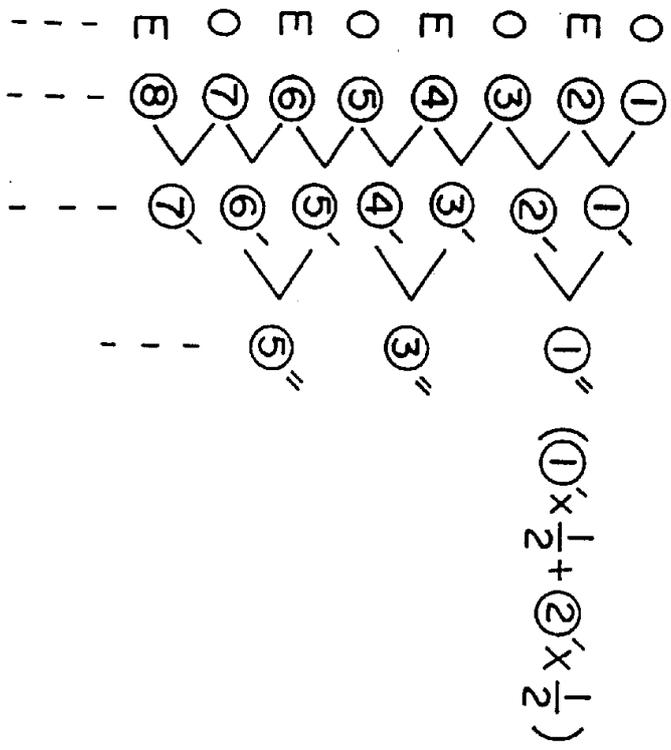 O ①
①′
E ②
①″ (①′×1/2+②′×1/2)
②′
O ③
③′
E ④
③″
④′
O ⑤
⑤′
E ⑥
⑤″
⑥′
O ⑦
⑦′
E ⑧